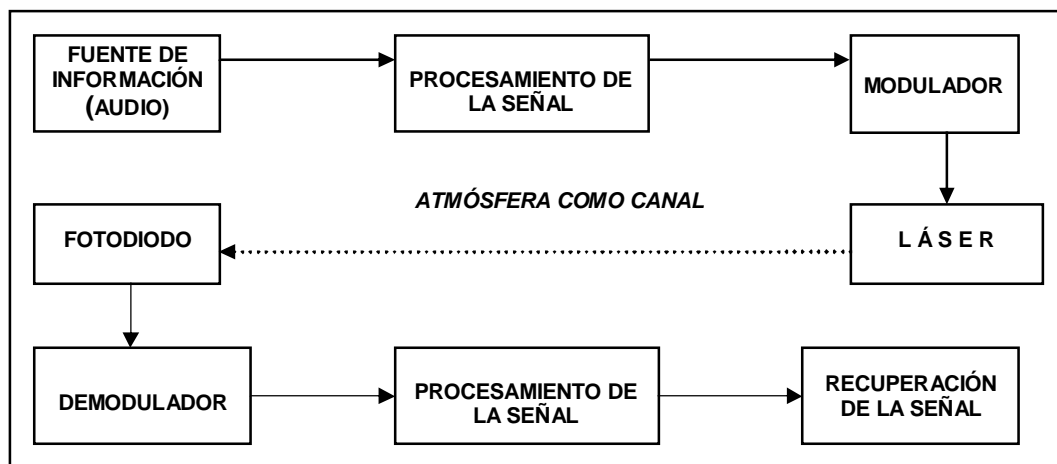 FUENTE DE
INFORMACIÓN
(AUDIO)
PROCESAMIENTO DE
LA SEÑAL
MODULADOR
ATMÓSFERA COMO CANAL
FOTODIODO
L Á S E R
DEMODULADOR
PROCESAMIENTO DE
LA SEÑAL
RECUPERACIÓN
DE LA SEÑAL